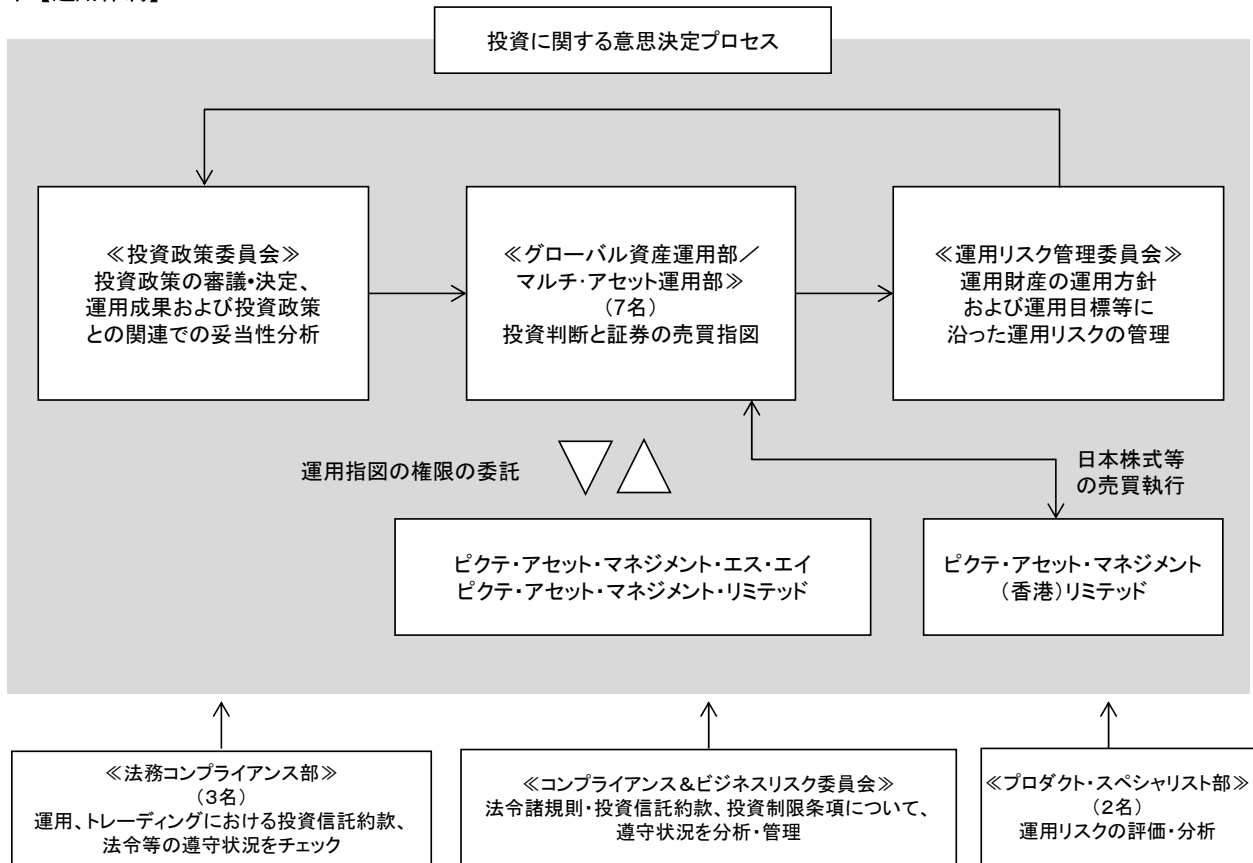 投資に関する意思決定プロセス
≪投資政策委員会≫
投資政策の審議・決定、
運用成果および投資政策
との関連での妥当性分析
≪グローバル資産運用部／
マルチ・アセット運用部≫
(7名)
投資判断と証券の売買指図
≪運用リスク管理委員会≫
運用財産の運用方針
および運用目標等に
沿った運用リスクの管理
運用指図の権限の委託
日本株式等
の売買執行
ピクテ・アセット・マネジメント・エス・エイ
ピクテ・アセット・マネジメント・リミテッド
ピクテ・アセット・マネジメント
(香港)リミテッド
≪法務コンプライアンス部≫
(3名)
運用、トレーディングにおける投資信託約款、
法令等の遵守状況をチェック
≪コンプライアンス＆ビジネスリスク委員会≫
法令諸規則・投資信託約款、投資制限条項について、
遵守状況を分析・管理
≪プロダクト・スペシャリスト部≫
(2名)
運用リスクの評価・分析